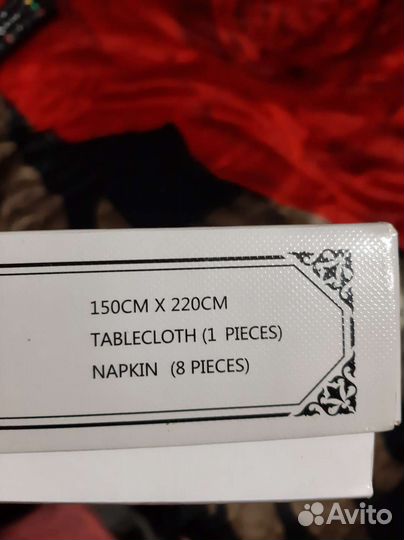 150CM X 220CM
TABLECLOTH (1 PIECES)
NAPKIN (8 PIECES)
Avito